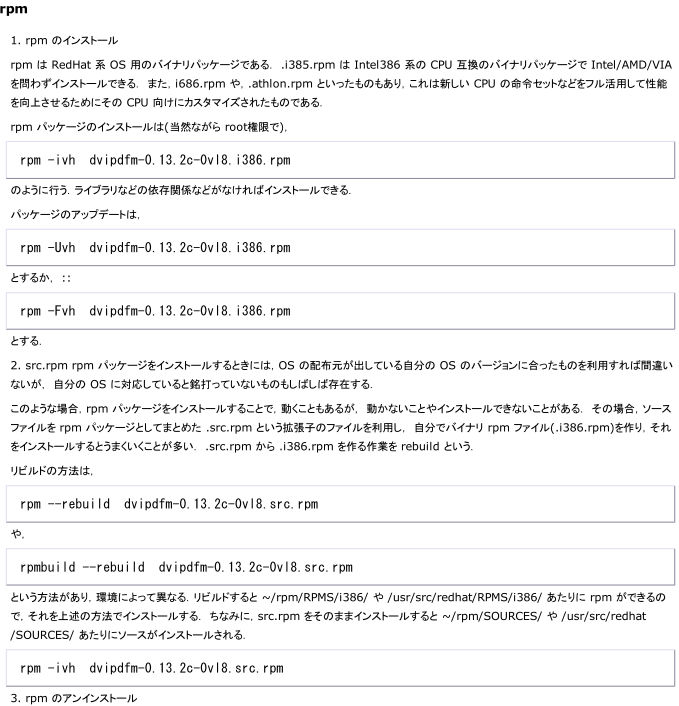 rpm
1. rpm のインストール
rpm は RedHat 系 OS 用のバイナリパッケージである. .i385.rpm は Intel386 系の CPU 互換のバイナリパッケージで Intel/AMD/VIA
を問わずインストールできる. また, i686.rpm や, .athlon.rpm といったものもあり, これは新しい CPU の命令セットなどをフル活用して性能
を向上させるためにその CPU 向けにカスタマイズされたものである.
rpm パッケージのインストールは(当然ながら root権限で),
rpm -ivh dvipdfm-0.13.2c-0vl8.i386.rpm
のように行う. ライブラリなどの依存関係などがなければインストールできる.
パッケージのアップデートは,
rpm -Uvh dvipdfm-0.13.2c-0vl8.i386.rpm
とするか, ::
rpm -Fvh dvipdfm-0.13.2c-0vl8.i386.rpm
とする.
2. src.rpm rpm パッケージをインストールするときには, OS の配布元が出している自分の OS のバージョンに合ったものを利用すれば間違い
ないが, 自分の OS に対応していると銘打っていないものもしばしば存在する.
このような場合, rpm パッケージをインストールすることで, 動くこともあるが, 動かないことやインストールできないことがある. その場合, ソース
ファイルを rpm パッケージとしてまとめた .src.rpm という拡張子のファイルを利用し, 自分でバイナリ rpm ファイル(.i386.rpm)を作り, それ
をインストールするとうまくいくことが多い. .src.rpm から .i386.rpm を作る作業を rebuild という.
リビルドの方法は,
rpm --rebuild dvipdfm-0.13.2c-0vl8.src.rpm
や,
rpmbuild --rebuild dvipdfm-0.13.2c-0vl8.src.rpm
という方法があり, 環境によって異なる. リビルドすると ~/rpm/RPMS/i386/ や /usr/src/redhat/RPMS/i386/ あたりに rpm ができるの
で, それを上述の方法でインストールする. ちなみに, src.rpm をそのままインストールすると ~/rpm/SOURCES/ や /usr/src/redhat
/SOURCES/ あたりにソースがインストールされる.
rpm -ivh dvipdfm-0.13.2c-0vl8.src.rpm
3. rpm のアンインストール